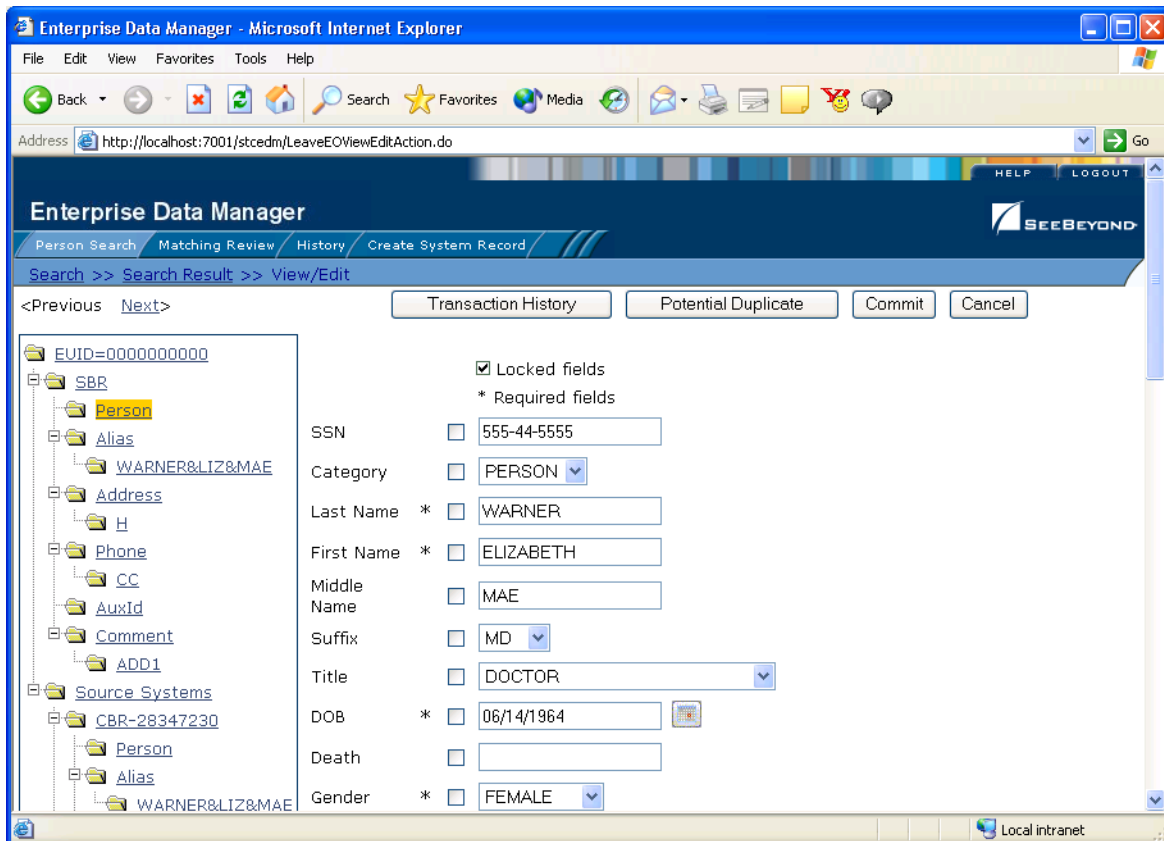 Enterprise Data Manager - Microsoft Internet Explorer
File Edit View Favorites Tools Help
Back Search Favorites Media
Address http://localhost:7001/stcedm/LeaveEOViewEditAction.do Go
HELP LOGOUT
Enterprise Data Manager
SEEBEYOND
Person Search Matching Review History Create System Record
Search >> Search Result >> View/Edit
<Previous Next> Transaction History Potential Duplicate Commit Cancel
EUID=0000000000
SBR
Person
Alias
WARNER&LIZ&MAE
Address
H
Phone
CC
AuxId
Comment
ADD1
Source Systems
CBR-28347230
Person
Alias
WARNER&LIZ&MAE
Locked fields
* Required fields
SSN 555-44-5555
Category PERSON
Last Name * WARNER
First Name * ELIZABETH
Middle
Name MAE
Suffix MD
Title DOCTOR
DOB * 06/14/1964
Death
Gender * FEMALE
Local intranet